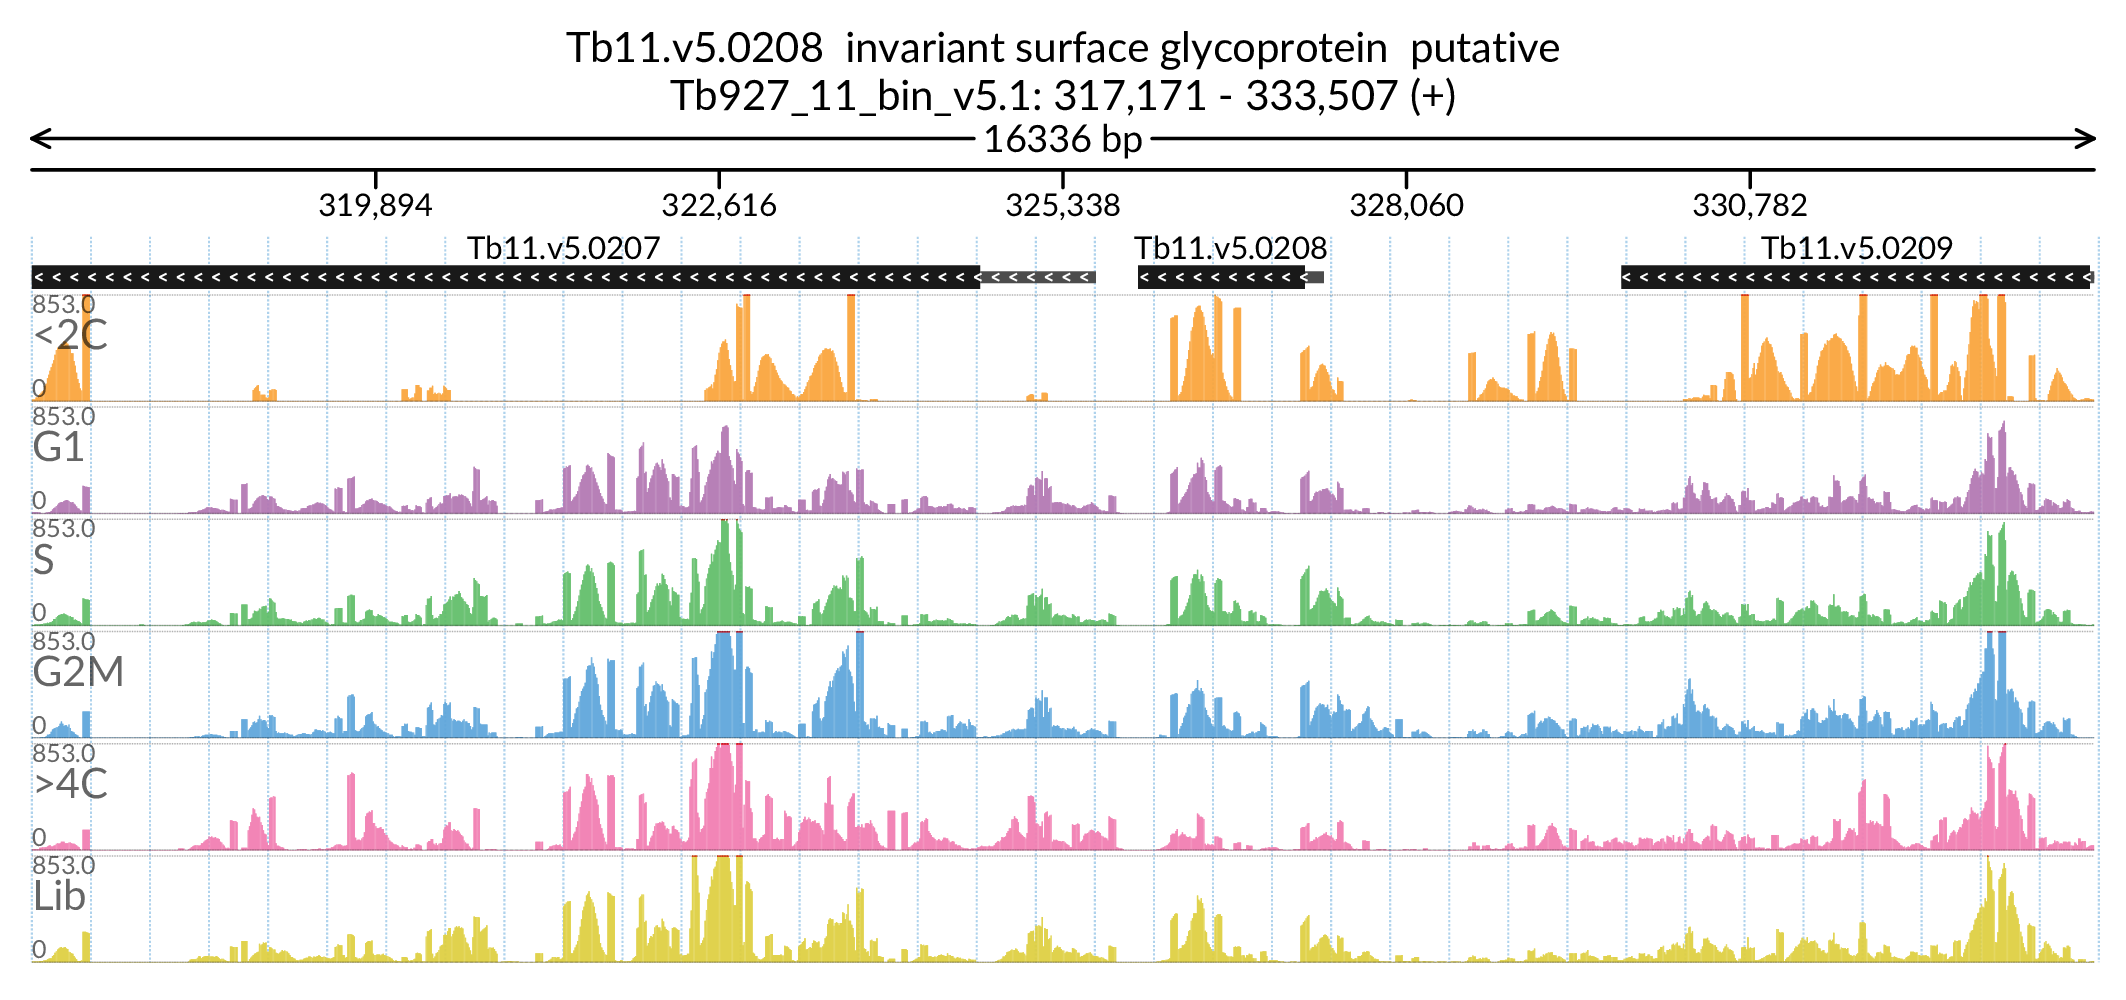 Tb11.v5.0208 invariant surface glycoprotein putative
Tb927_11_bin_v5.1: 317,171 - 333,507 (+)
16336 bp
319,894 322,616 325,338 328,060 330,782
Tb11.v5.0207 Tb11.v5.0208 Tb11.v5.0209
853.0
<2C
0
853.0
G1
0
853.0
S
0
853.0
G2M
0
853.0
>4C
0
853.0
Lib
0